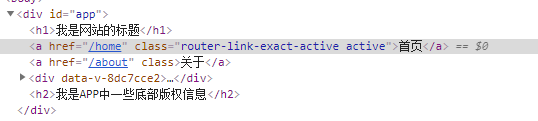 <div id="app">
<h1>我是网站的标题</h1>
<a href="/home" class="router-link-exact-active active">首页</a> == $0
<a href="/about" class>关于</a>
<div data-v-8dc7cce2>…</div>
<h2>我是APP中一些底部版权信息</h2>
</div>